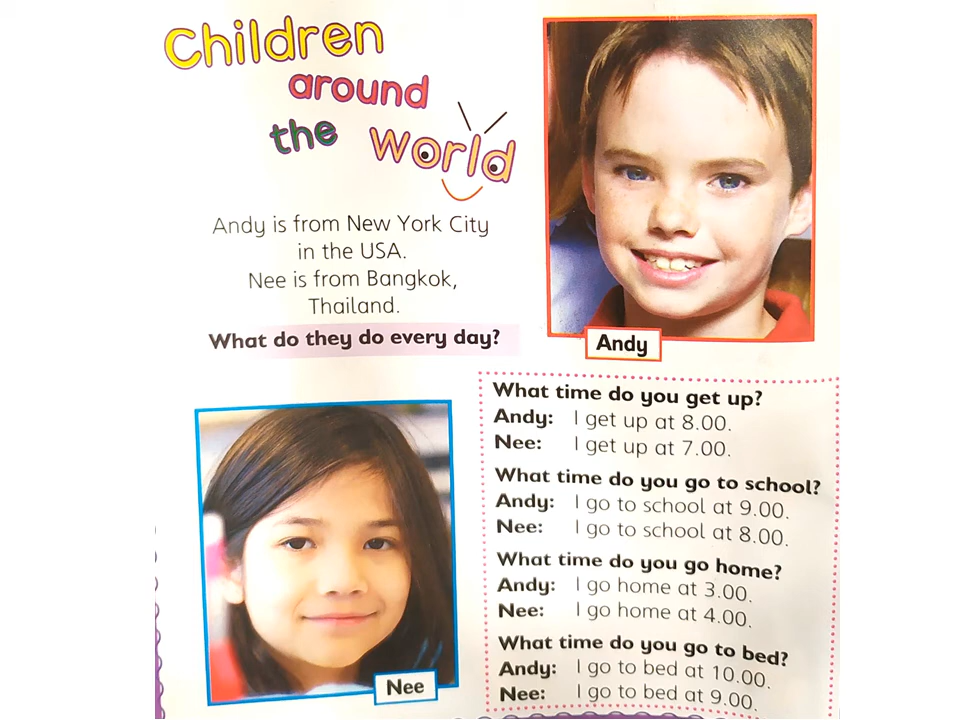 Children
around
the world
Andy is from New York City
in the USA.
Nee is from Bangkok,
Thailand.
What do they do every day?
Andy
Nee
What time do you get up?
Andy: I get up at 8.00.
Nee: I get up at 7.00.
What time do you go to school?
Andy: I go to school at 9.00.
Nee: I go to school at 8.00.
What time do you go home?
Andy: I go home at 3.00.
Nee: I go home at 4.00.
What time do you go to bed?
Andy: I go to bed at 10.00.
Nee: I go to bed at 9.00.